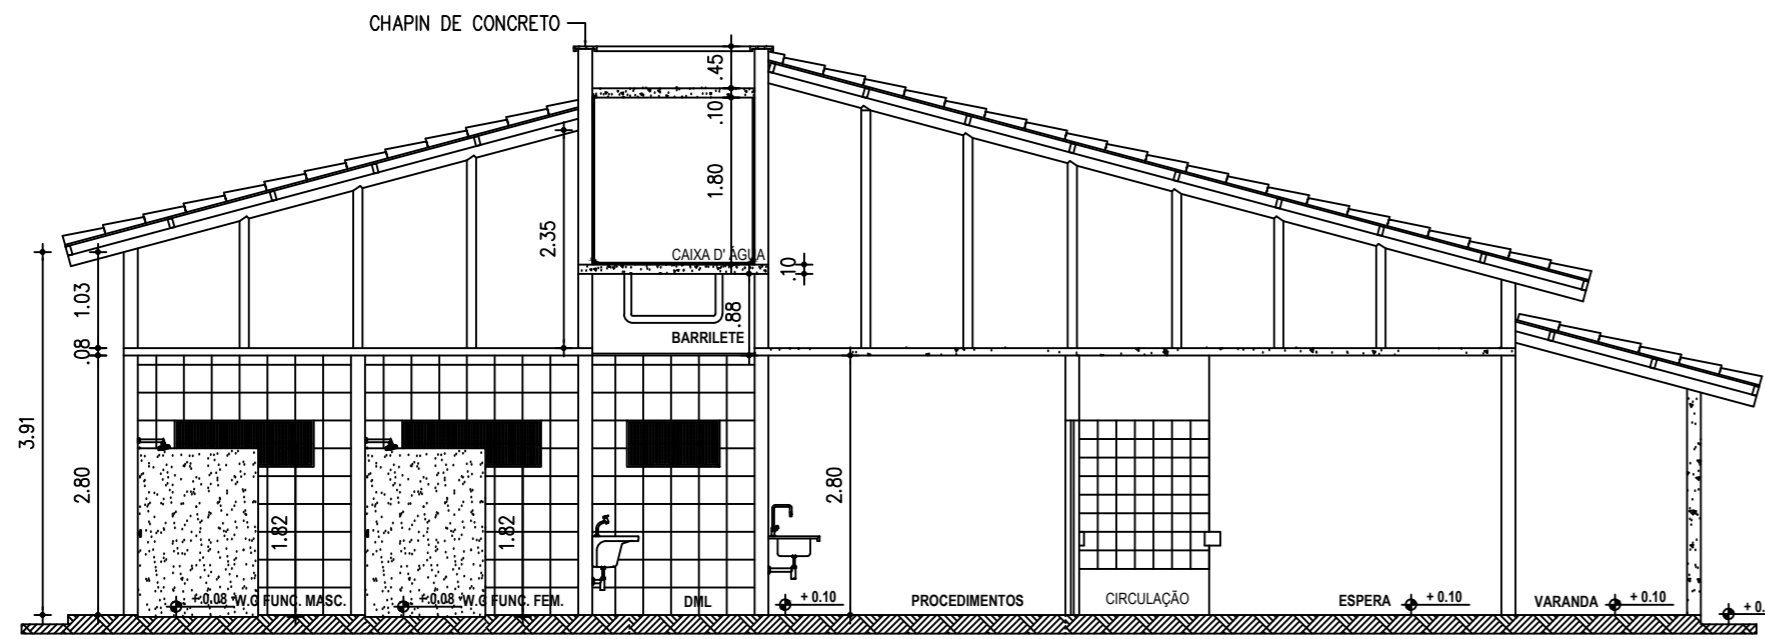 CHAPIN DE CONCRETO
.45
.10
1.80
2.35
CAIXA D' ÁGUA
.10
1.03
.88
BARRILETE
.08
3.91
2.80
2.80
1.82
1.82
+0.08 W.C FUNC. MASC.
+0.08 W.C FUNC. FEM.
DML
+ 0.10
PROCEDIMENTOS
CIRCULAÇÃO
ESPERA
+ 0.10
VARANDA
+ 0.10